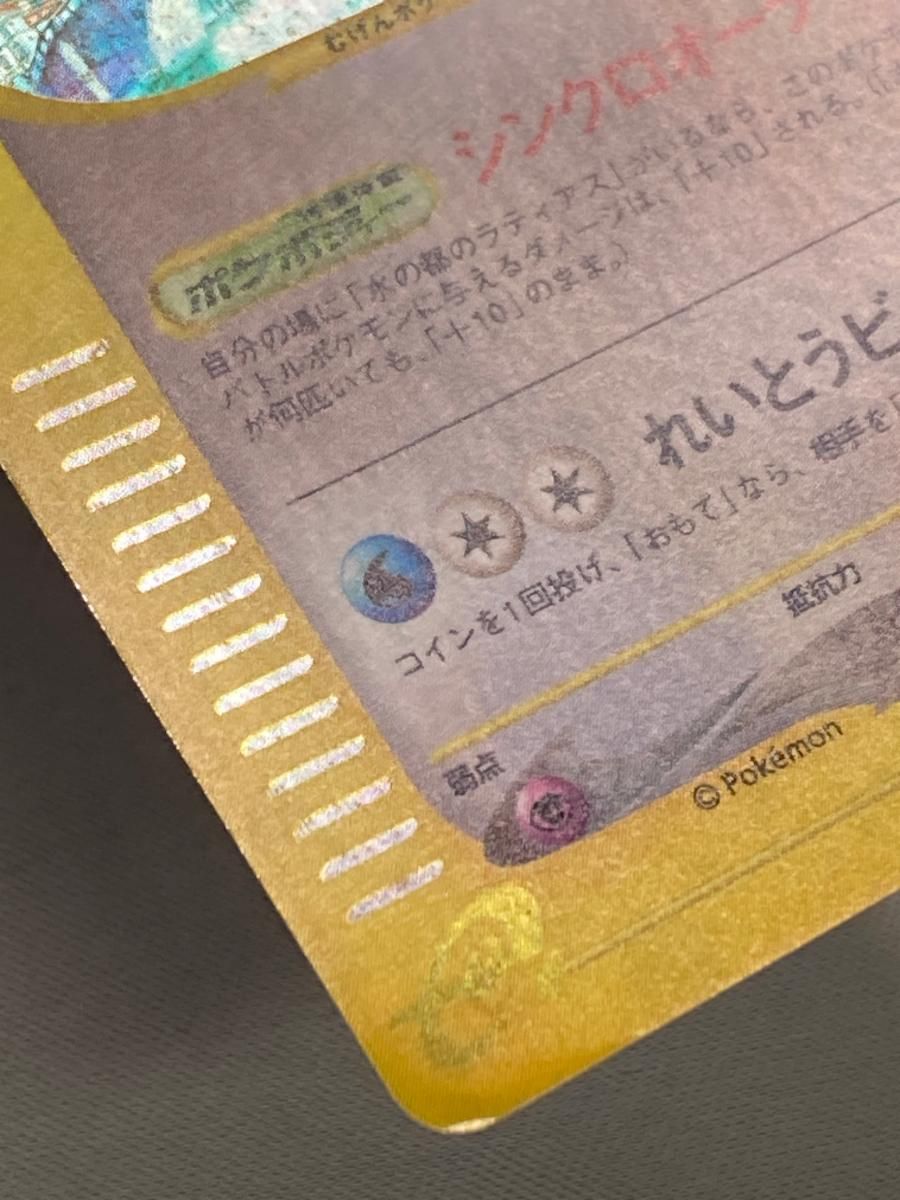 むげんポケ
シンクロオーラ
ポケボディー
自分の場に「水の都のラティアス」がいるなら、このポケモ
バトルポケモンに与えるダメージは、「＋10」される。
が何匹いても、「＋10」のまま。）
れいとうビ
コインを1回投げ、「おもて」なら、相手を
弱点
抵抗力
©Pokémon